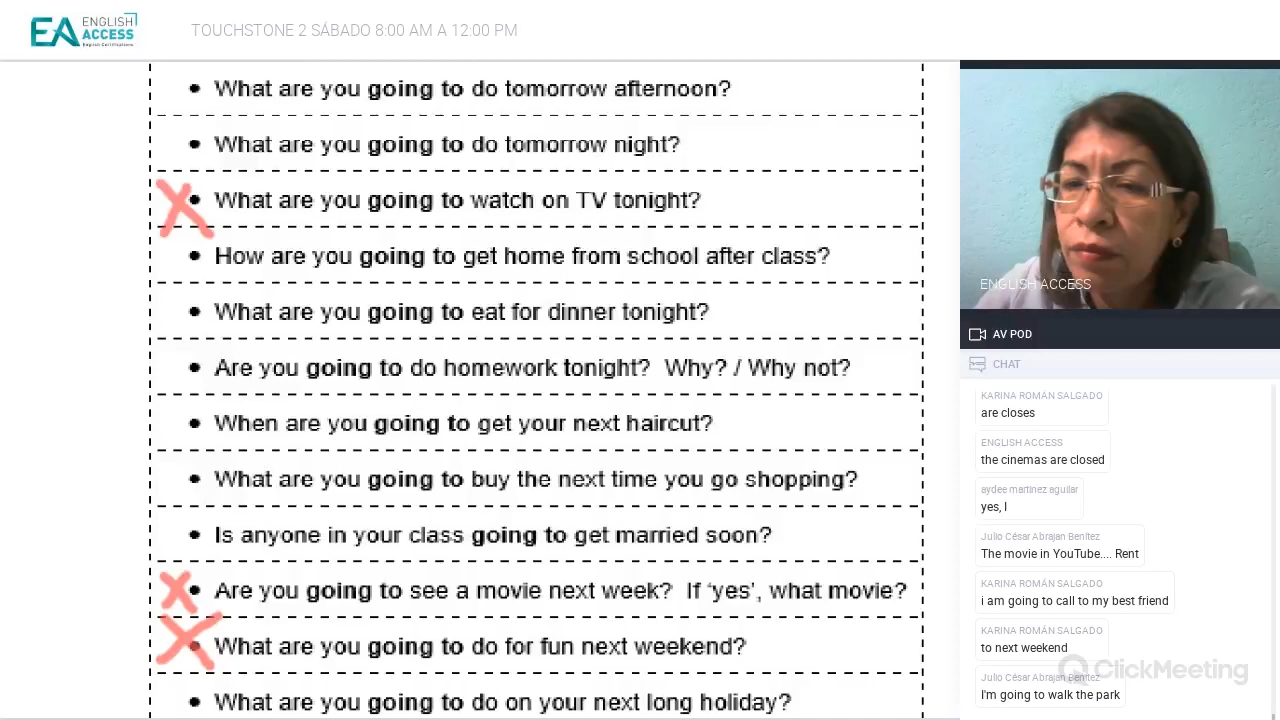 EA ENGLISH
ACCESS
English Certifications
TOUCHSTONE 2 SÁBADO 8:00 AM A 12:00 PM
• What are you going to do tomorrow afternoon?
• What are you going to do tomorrow night?
• What are you going to watch on TV tonight?
• How are you going to get home from school after class?
• What are you going to eat for dinner tonight?
• Are you going to do homework tonight? Why? / Why not?
• When are you going to get your next haircut?
• What are you going to buy the next time you go shopping?
• Is anyone in your class going to get married soon?
• Are you going to see a movie next week? If ‘yes’, what movie?
• What are you going to do for fun next weekend?
• What are you going to do on your next long holiday?
ENGLISH ACCESS
AV POD
CHAT
KARINA ROMÁN SALGADO
are closes
ENGLISH ACCESS
the cinemas are closed
aydee martinez aguilar
yes, I
Julio César Abrajan Benítez
The movie in YouTube.... Rent
KARINA ROMÁN SALGADO
i am going to call to my best friend
KARINA ROMÁN SALGADO
to next weekend
ClickMeeting
Julio César Abrajan Benítez
I'm going to walk the park